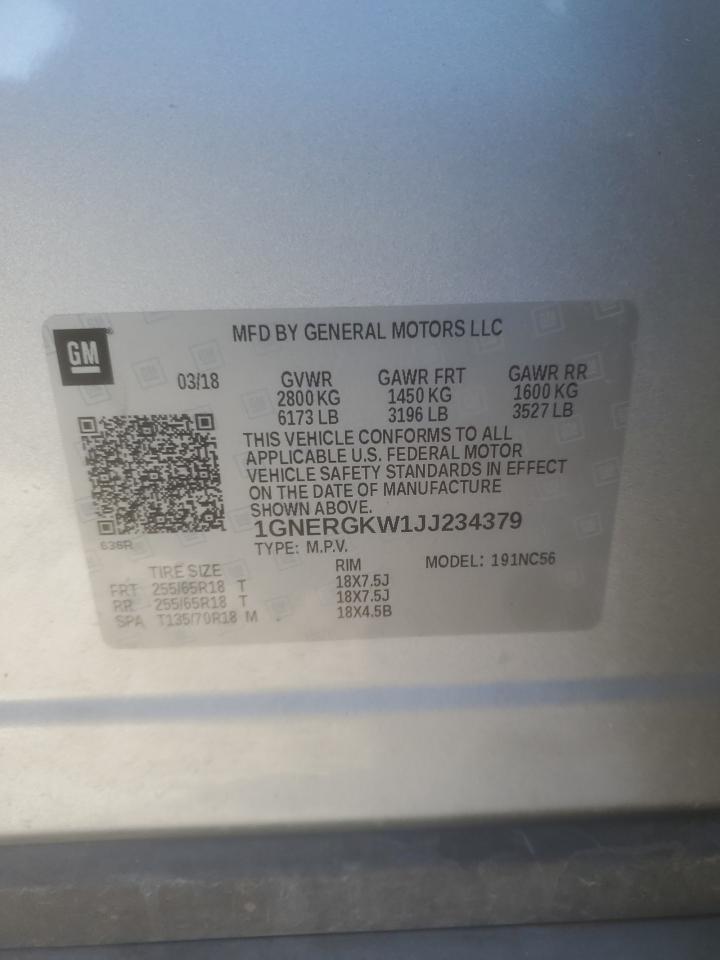 GM
MFD BY GENERAL MOTORS LLC
03/18 GVWR GAWR FRT GAWR RR
2800 KG 1450 KG 1600 KG
6173 LB 3196 LB 3527 LB
THIS VEHICLE CONFORMS TO ALL
APPLICABLE U.S. FEDERAL MOTOR
VEHICLE SAFETY STANDARDS IN EFFECT
ON THE DATE OF MANUFACTURE
SHOWN ABOVE.
1GNERGKW1JJ234379
TYPE: M.P.V. MODEL: 191NC56
TIRE SIZE RIM
FRT 255/65R18 T 18X7.5J
RR 255/65R18 T 18X7.5J
SPA T135/70R18 M 18X4.5B